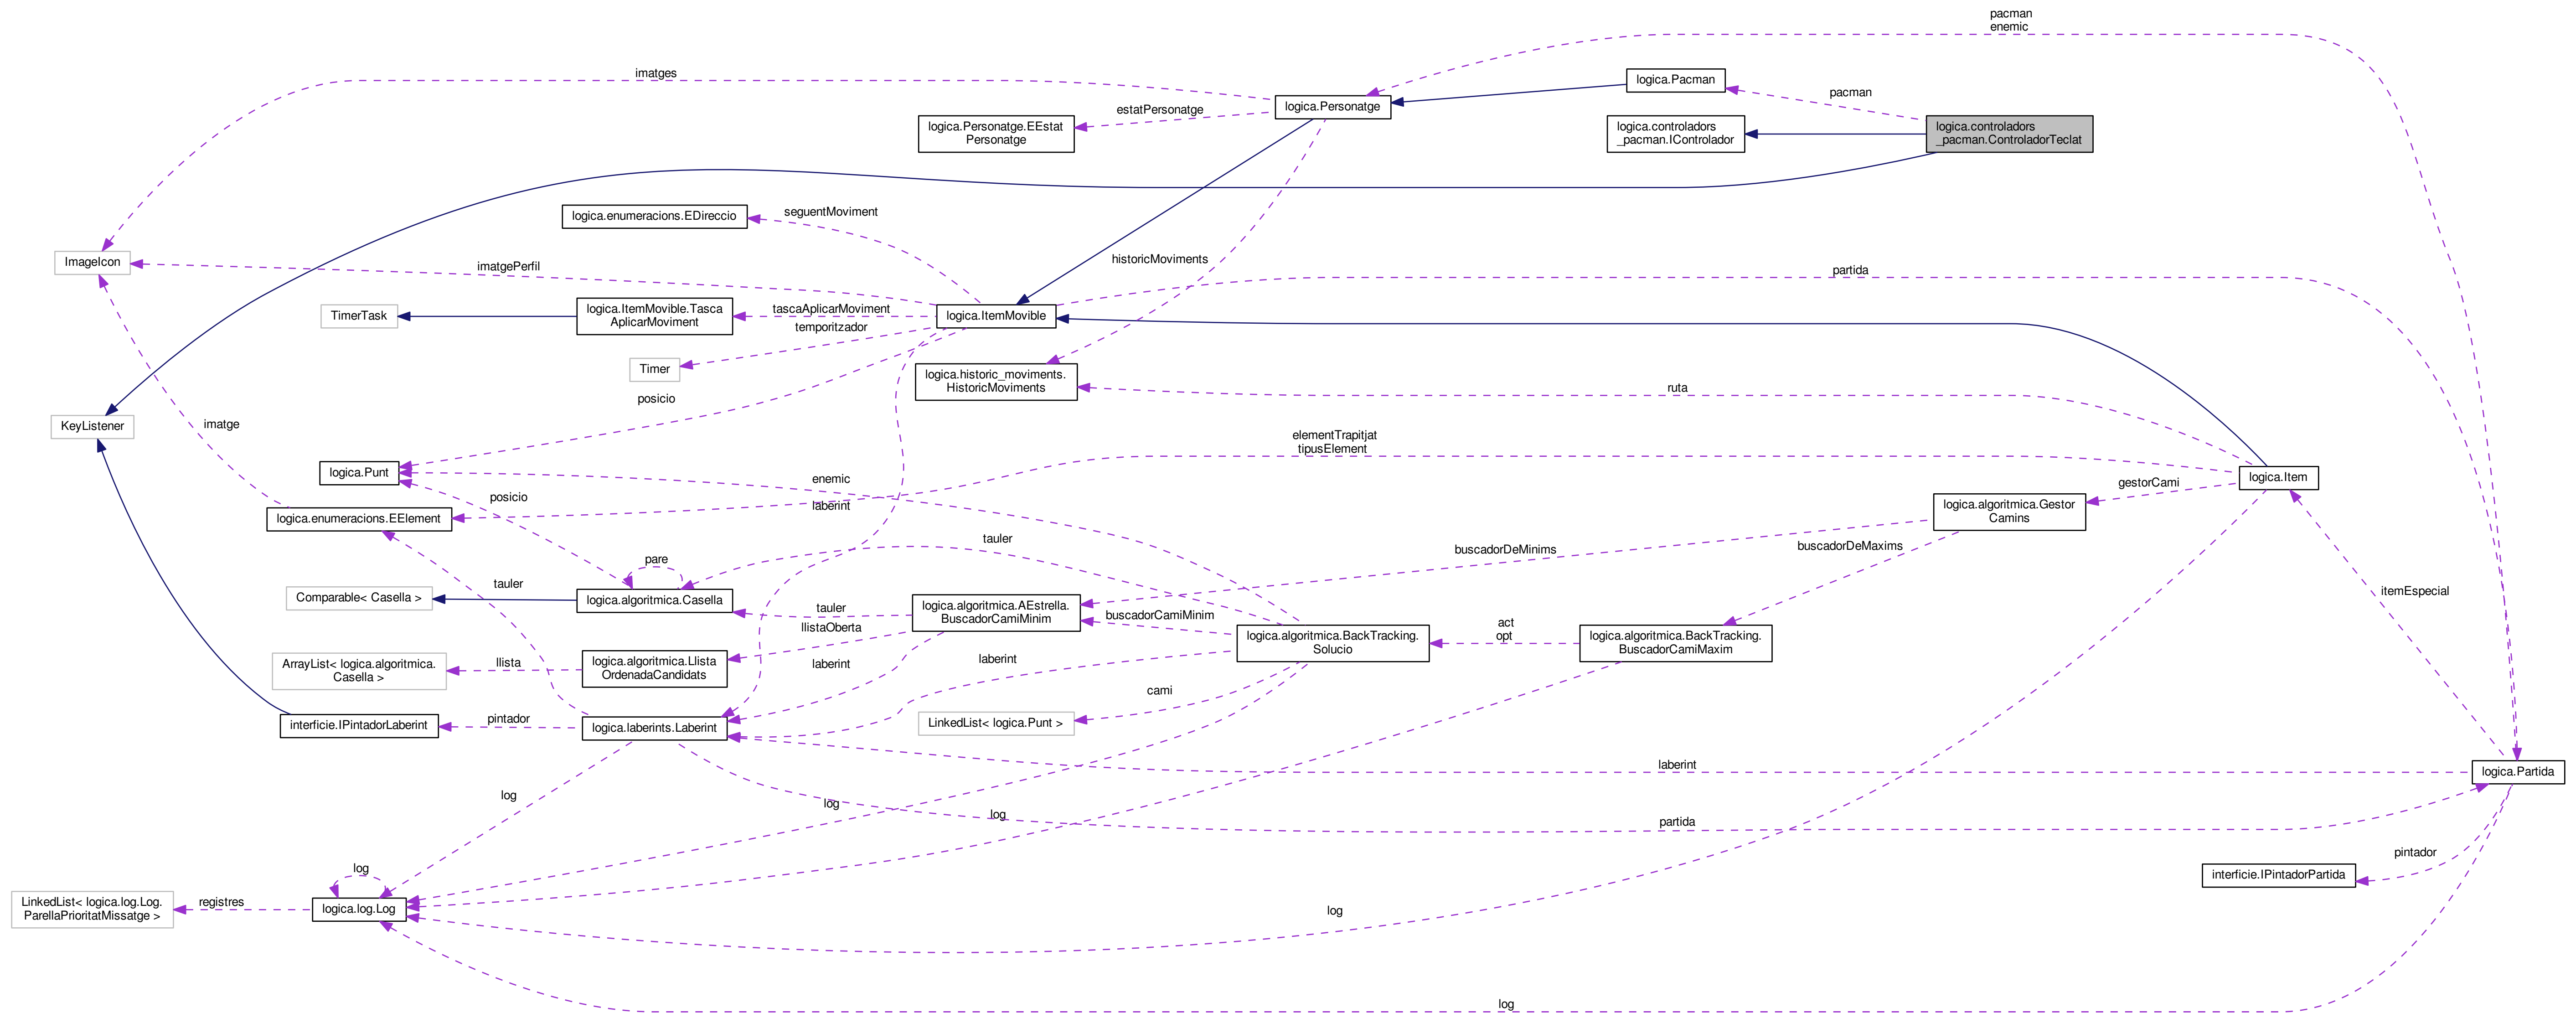 pacman
enemic
imatges
logica.Pacman
pacman
logica.Personatge
estatPersonatge
logica.Personatge.EEstat
Personatge
logica.controladors
_pacman.IControlador
logica.controladors
_pacman.ControladorTeclat
logica.enumeracions.EDireccio
seguentMoviment
historicMoviments
ImageIcon
imatgePerfil
partida
TimerTask
logica.ItemMovible.Tasca
AplicarMoviment
tascaAplicarMoviment
temporitzador
logica.ItemMovible
Timer
logica.historic_moviments.
HistoricMoviments
ruta
posicio
KeyListener
imatge
elementTrapitjat
tipusElement
logica.Punt
enemic
logica.Item
gestorCami
posicio
laberint
logica.algoritmica.Gestor
Camins
logica.enumeracions.EElement
tauler
buscadorDeMaxims
buscadorDeMinims
pare
tauler
Comparable< Casella >
logica.algoritmica.Casella
tauler
logica.algoritmica.AEstrella.
BuscadorCamiMinim
buscadorCamiMinim
itemEspecial
llistaOberta
act
opt
logica.algoritmica.BackTracking.
Solucio
logica.algoritmica.BackTracking.
BuscadorCamiMaxim
ArrayList< logica.algoritmica.
Casella >
llista
logica.algoritmica.Llista
OrdenadaCandidats
laberint
laberint
cami
interficie.IPintadorLaberint
pintador
logica.laberints.Laberint
LinkedList< logica.Punt >
laberint
logica.Partida
log
log
log
partida
pintador
log
interficie.IPintadorPartida
LinkedList< logica.log.Log.
ParellaPrioritatMissatge >
registres
logica.log.Log
log
log